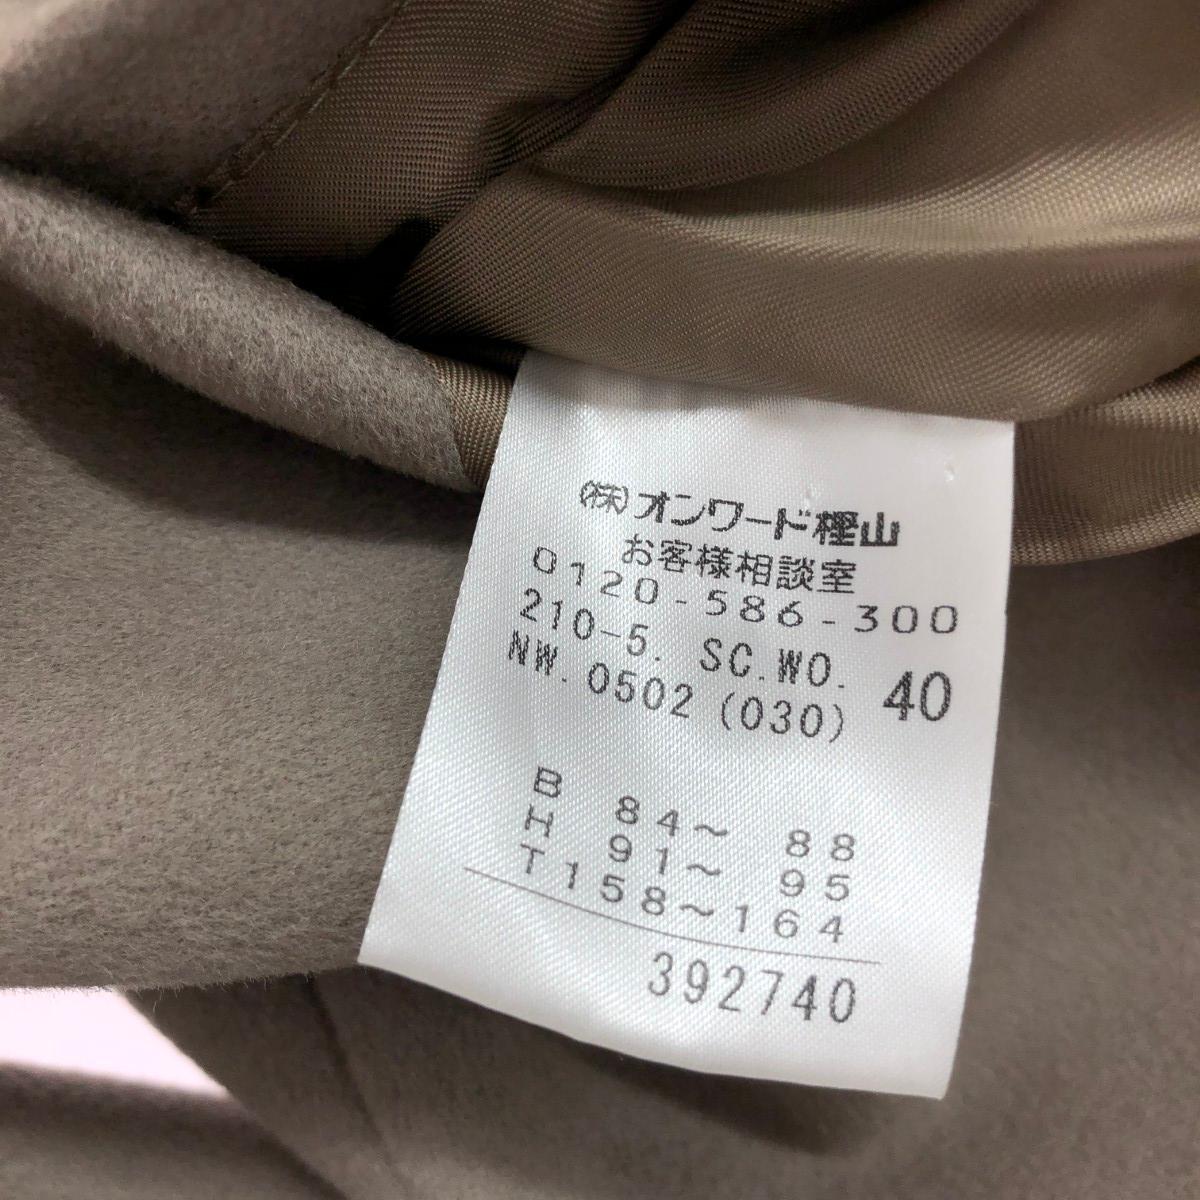 (株)オンワード樫山
お客様相談室
0120-586-300
210-5. SC.WO. 40
NW.0502 (030)
B 84～ 88
H 91～ 95
T158～164
392740